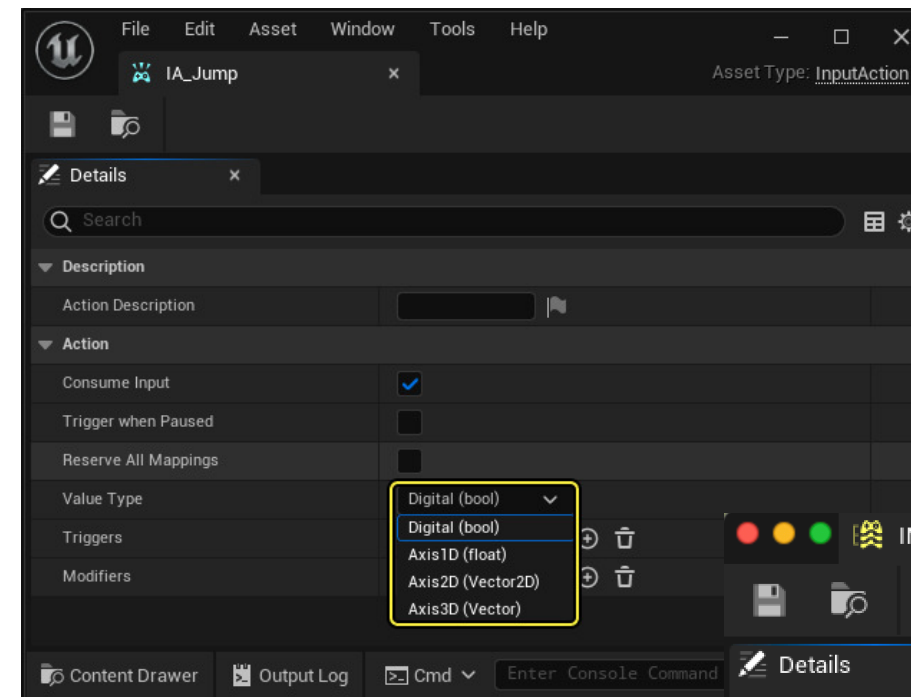 File Edit Asset Window Tools Help
IA_Jump
Asset Type: InputAction
Details
Search
Description
Action Description
Action
Consume Input
Trigger when Paused
Reserve All Mappings
Value Type Digital (bool)
Digital (bool)
Triggers
Axis1D (float)
Modifiers Axis2D (Vector2D)
Axis3D (Vector)
Content Drawer Output Log Cmd Enter Console Command
Details